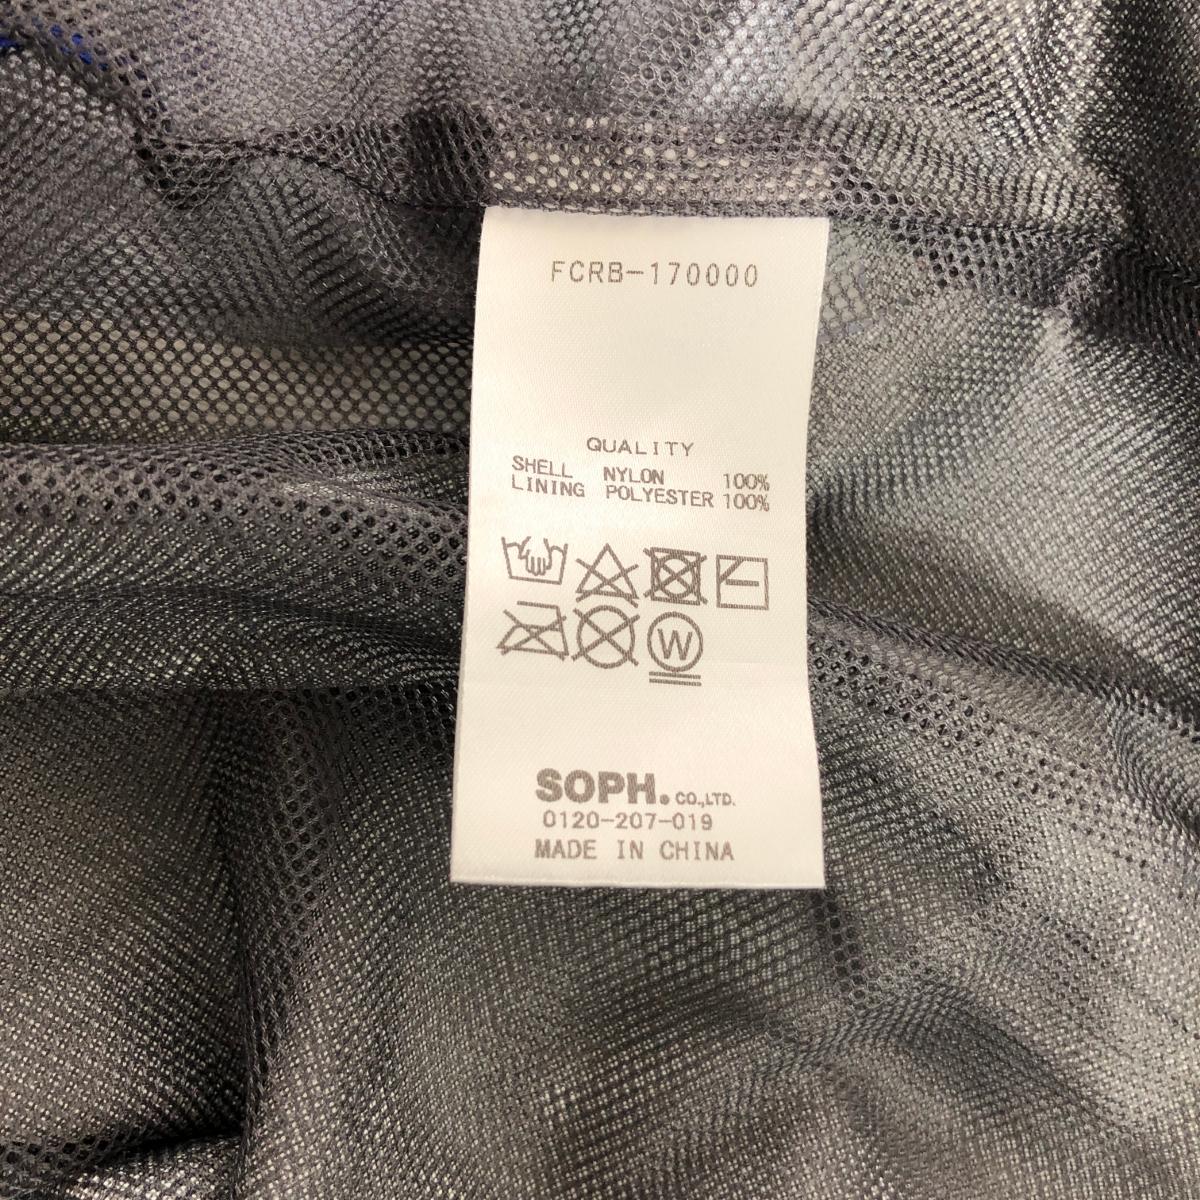 FCRB-170000
QUALITY
SHELL NYLON 100%
LINING POLYESTER 100%
W
SOPH. CO.,LTD.
0120-207-019
MADE IN CHINA